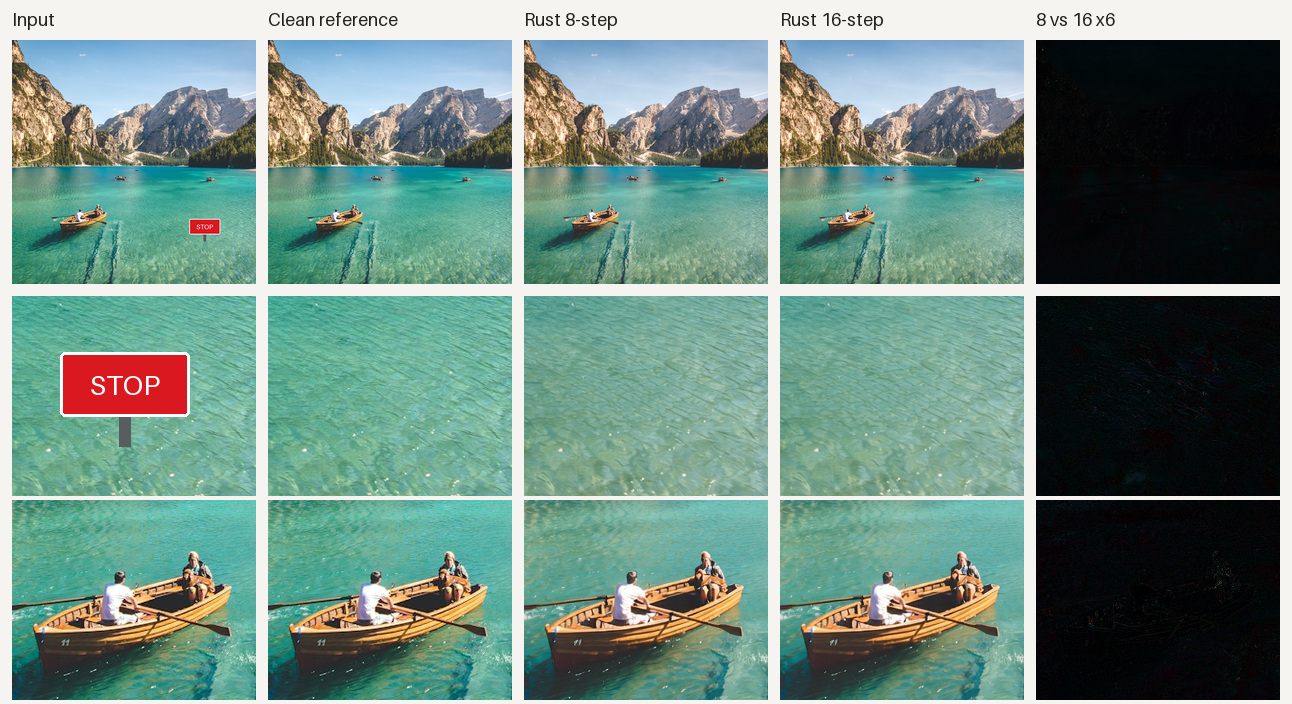 Input
Clean reference
Rust 8-step
Rust 16-step
8 vs 16 x6
STOP
STOP